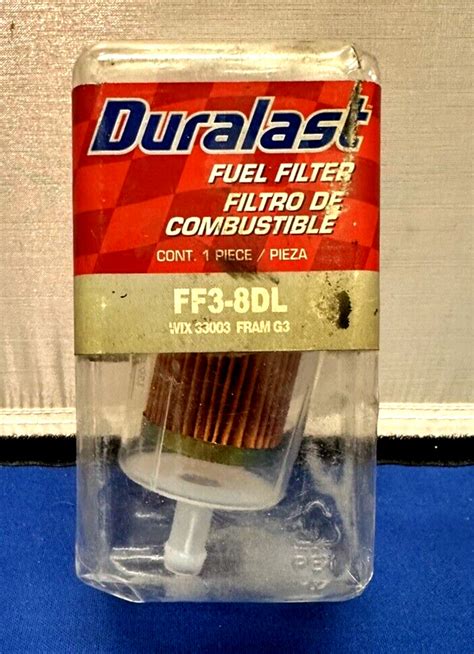 Duralast
FUEL FILTER
FILTRO DE
COMBUSTIBLE
CONT. 1 PIECE / PIEZA
FF3-8DL
WIX 33003 FRAM G3